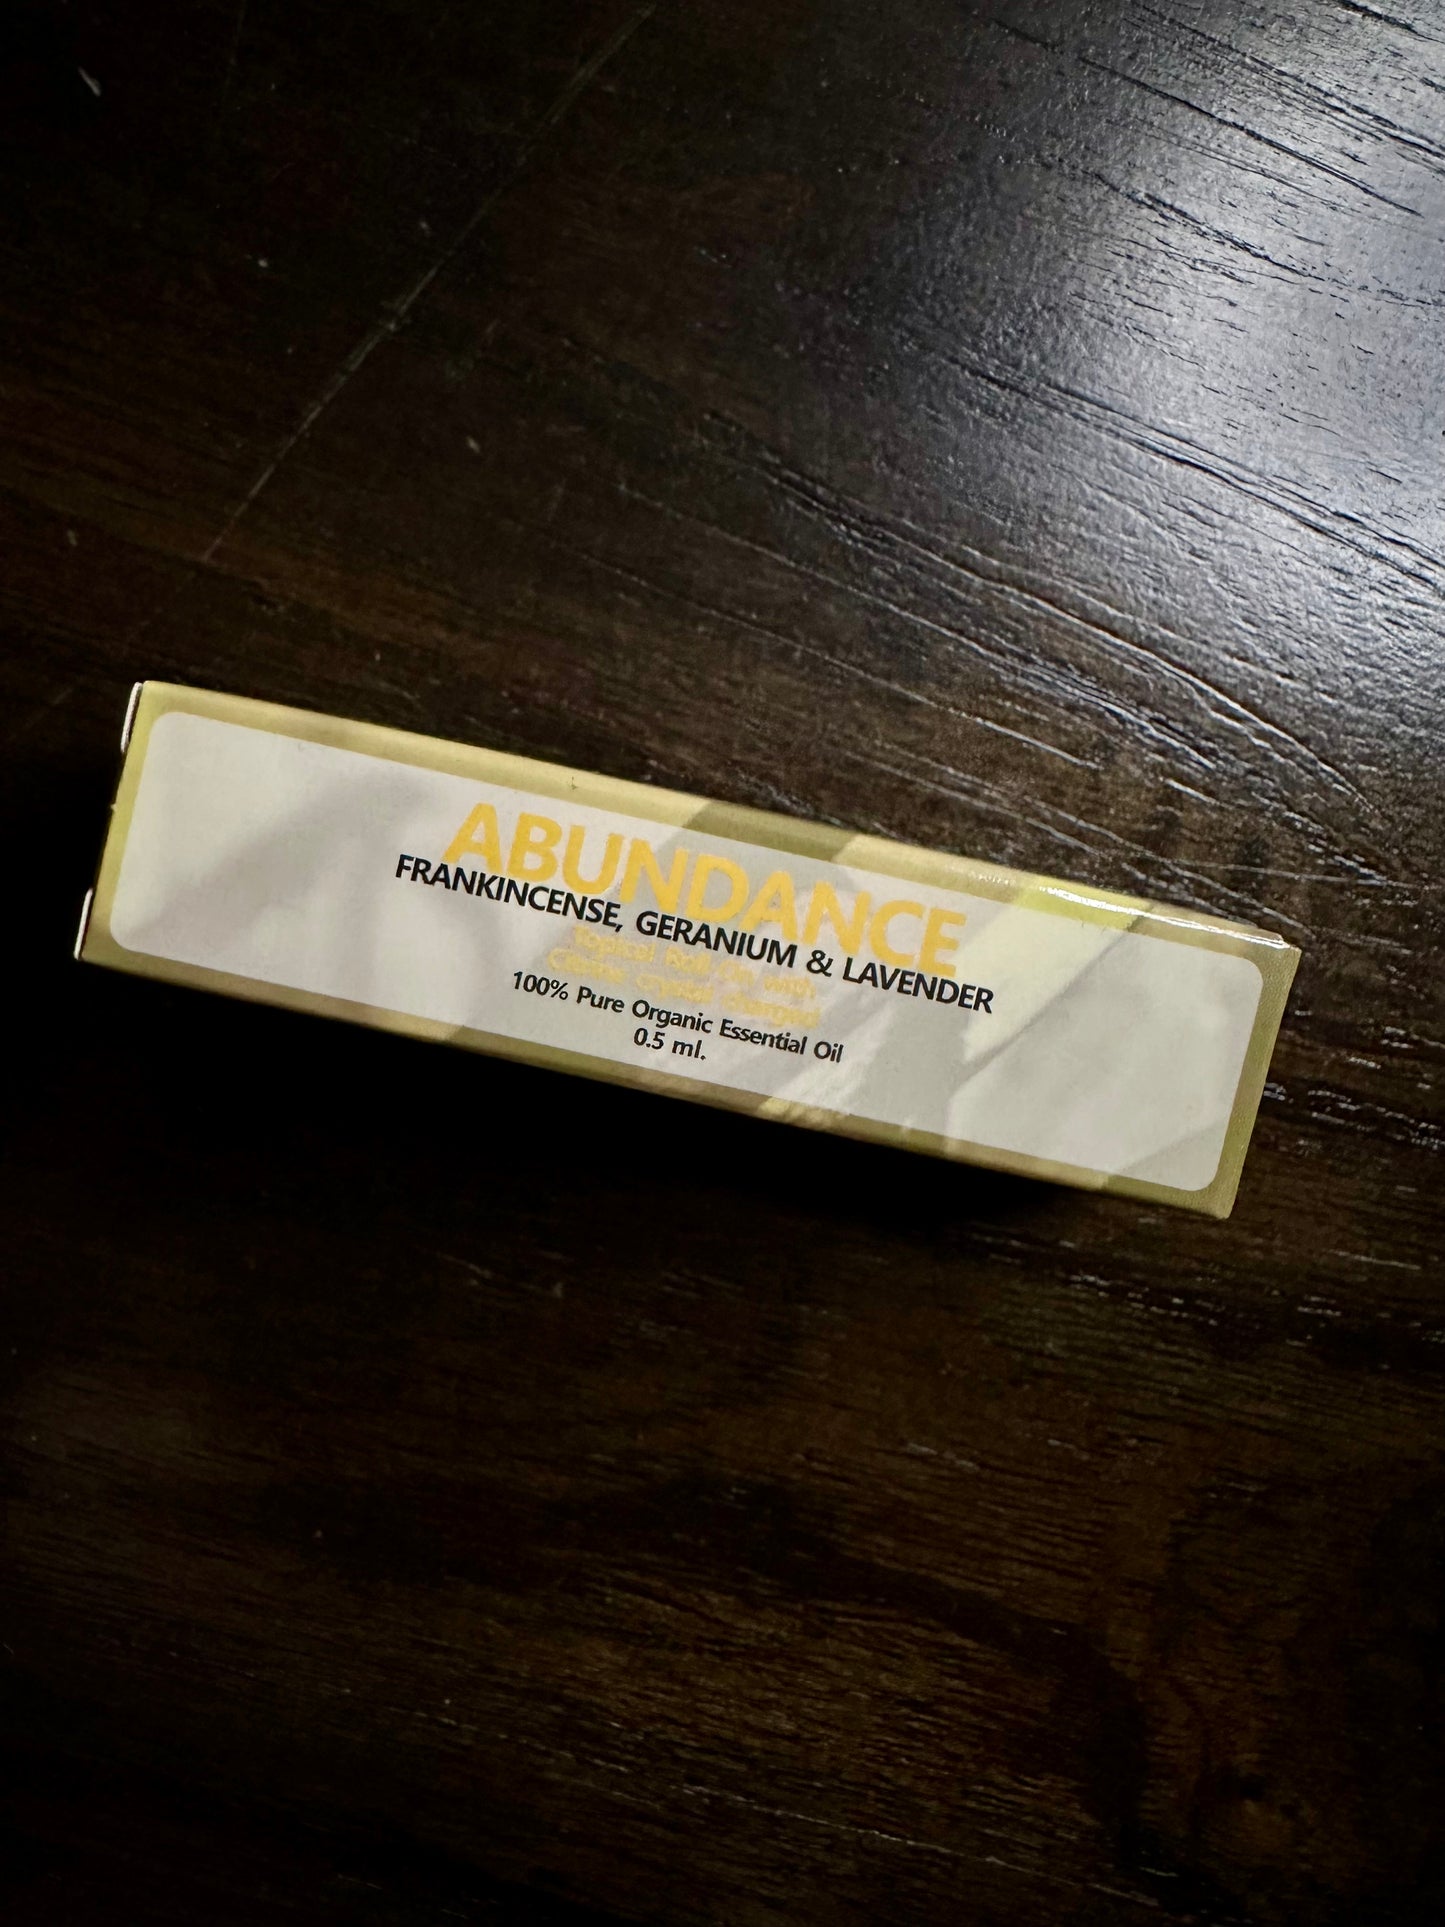 ABUNDANCE
FRANKINCENSE, GERANIUM & LAVENDER
Topical Roll On with
Citrine crystal charged
100% Pure Organic Essential Oil
0.5 ml.